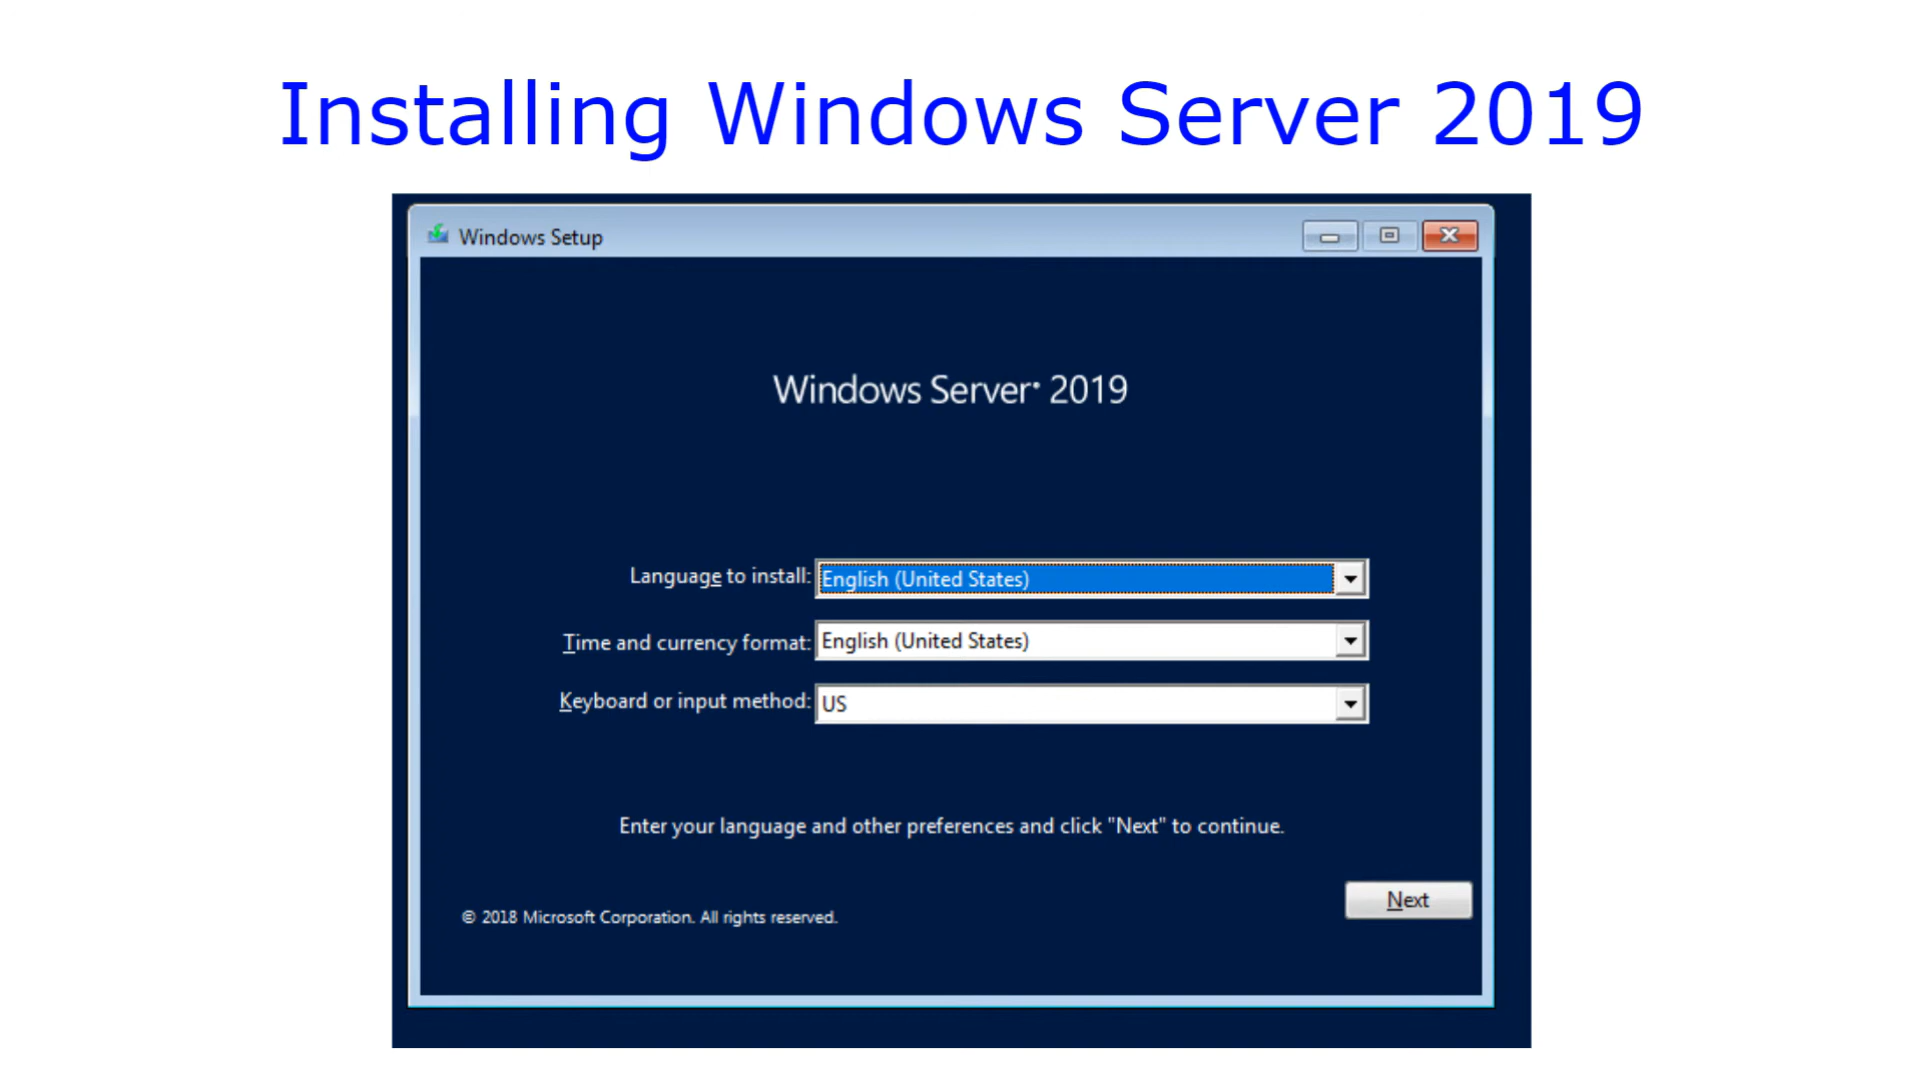 Installing Windows Server 2019
Windows Setup
Windows Server• 2019
Language to install: English (United States)
Time and currency format: English (United States)
Keyboard or input method: US
Enter your language and other preferences and click "Next" to continue.
Next
© 2018 Microsoft Corporation. All rights reserved.